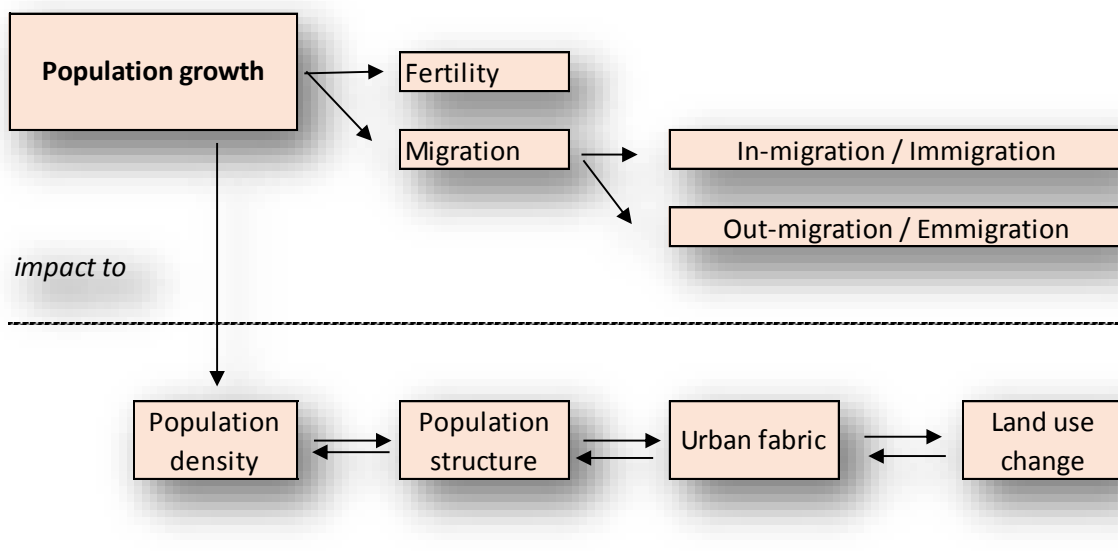 Population growth
Fertility
Migration
In-migration / Immigration
Out-migration / Emmigration
impact to
Population
density
Population
structure
Urban fabric
Land use
change